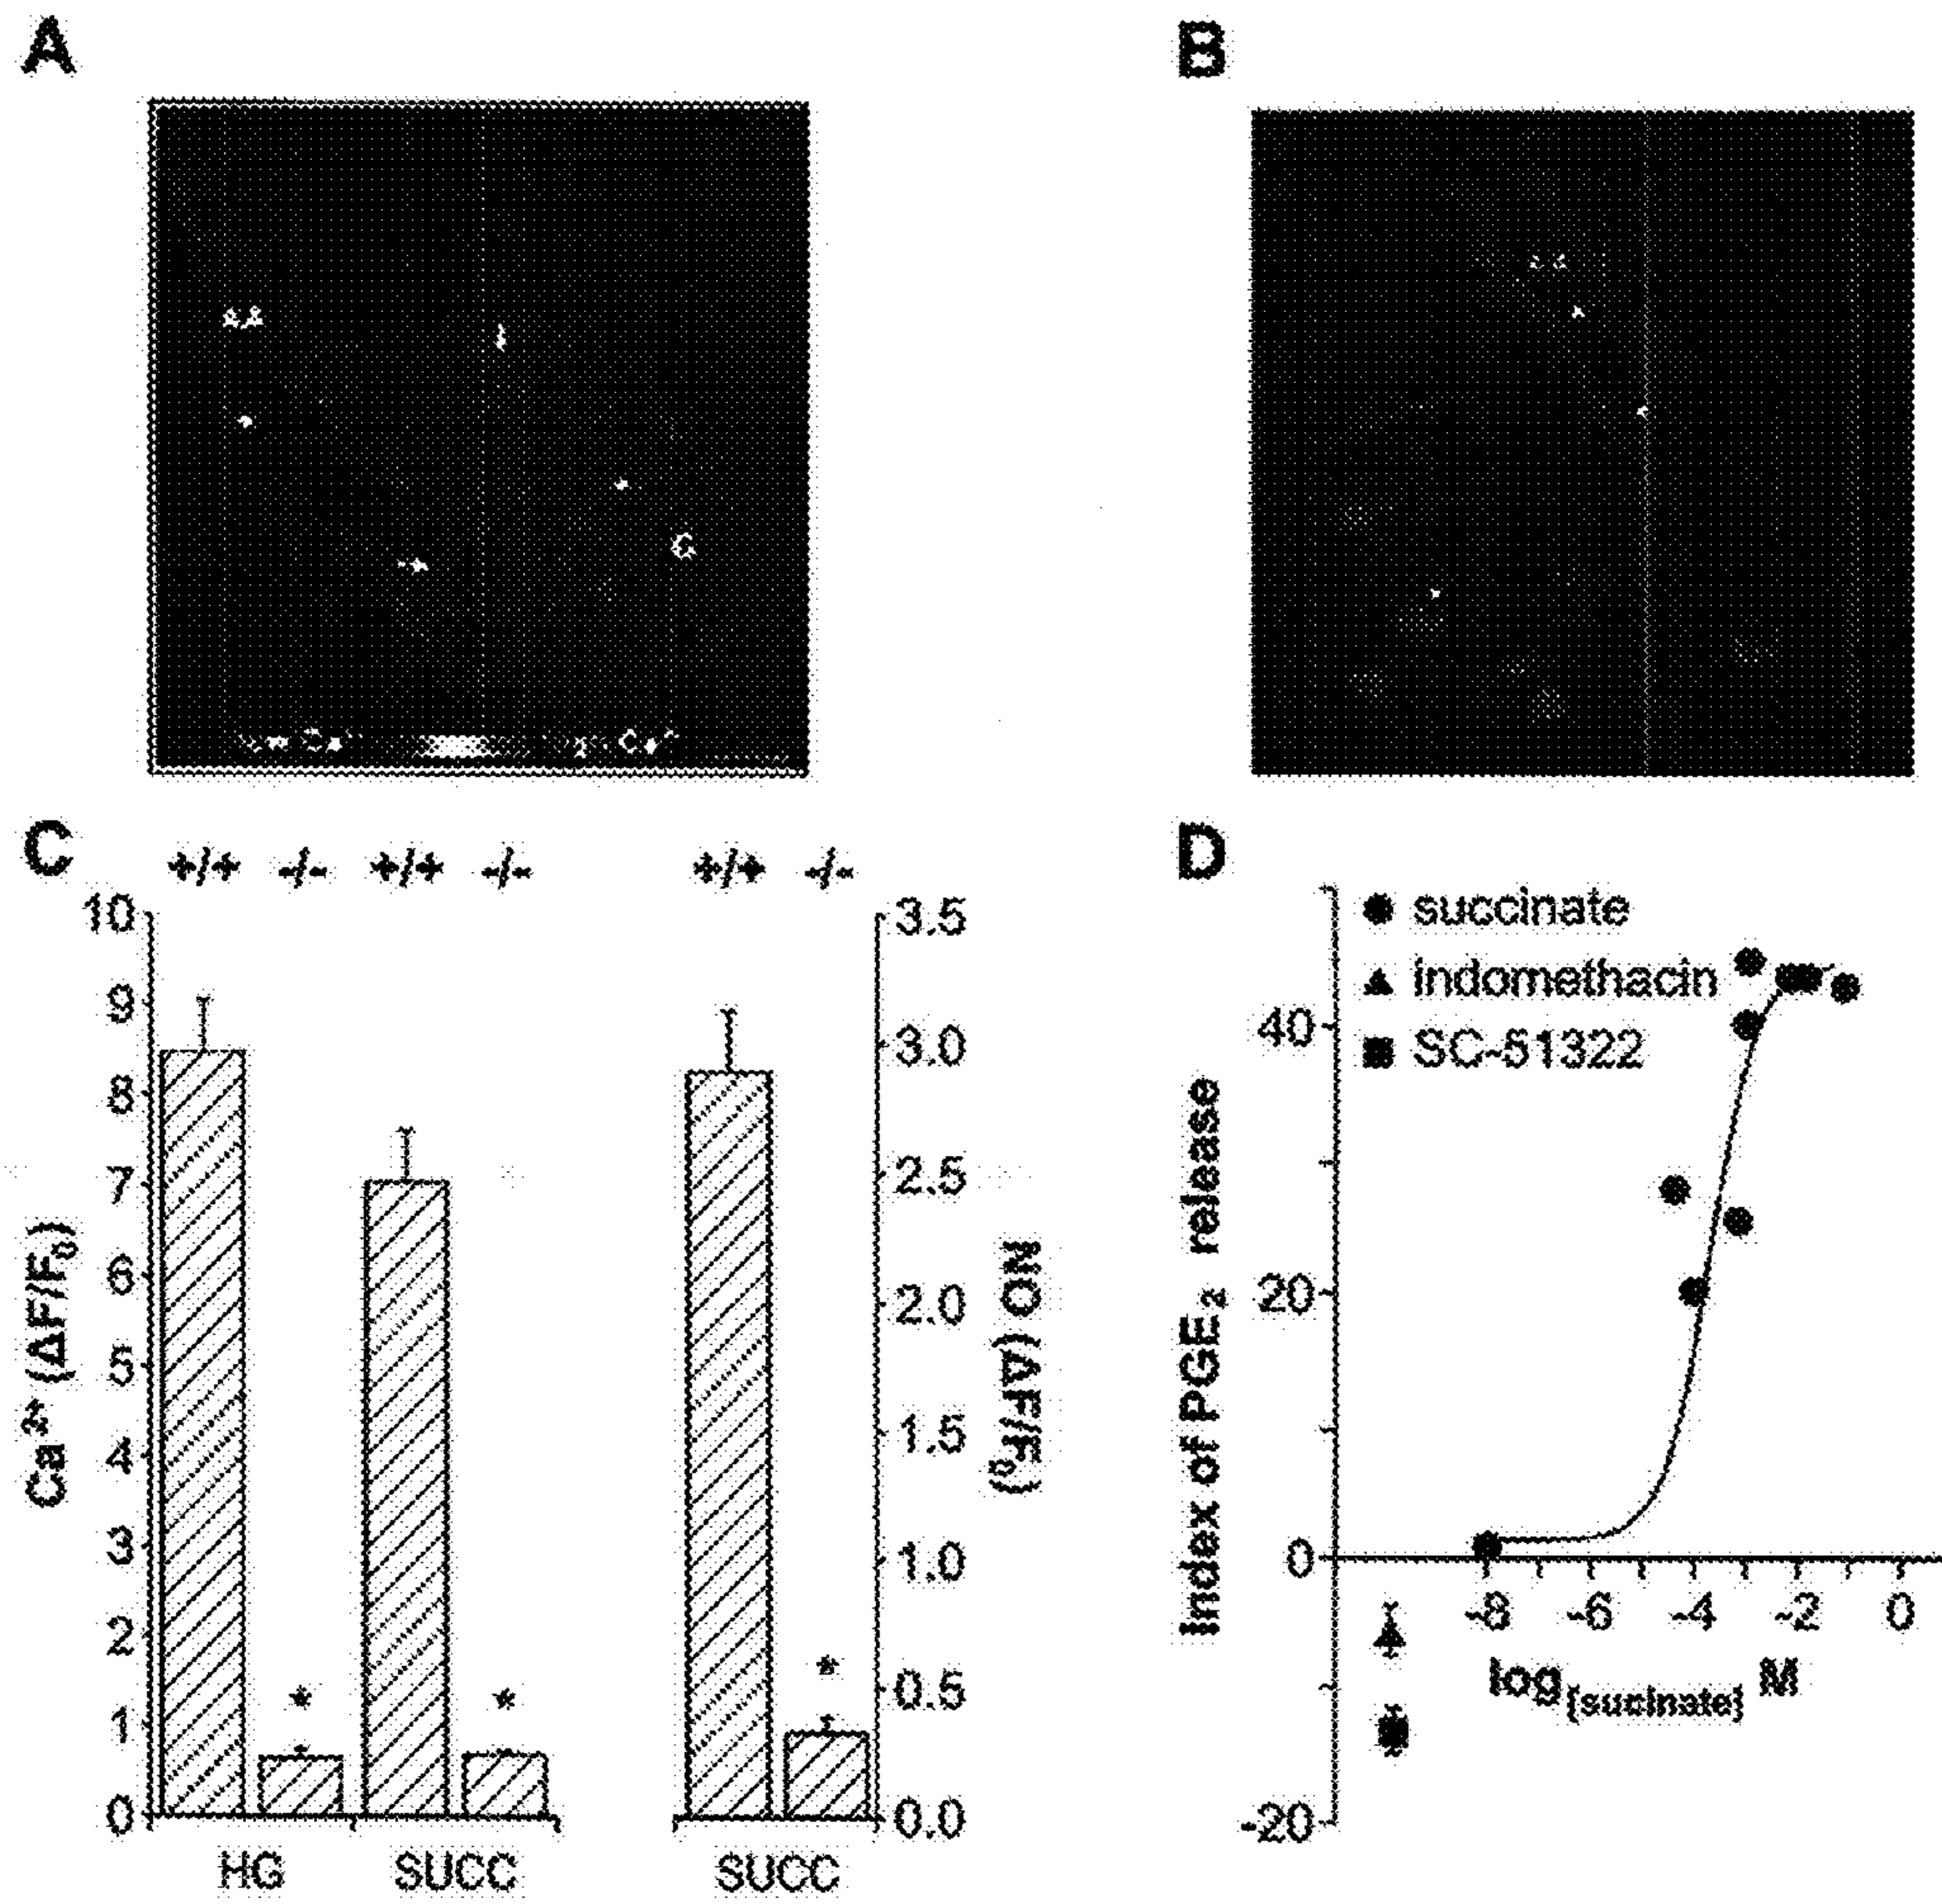 A
B
C
+/+ -/- +/+ -/- +/+ -/-
10
9
8
7
6
5
4
3
2
1
0
Ca²⁺ (ΔF/F₀)
HG SUCC SUCC
3.5
3.0
2.5
2.0
1.5
1.0
0.5
0.0
NO (ΔF/F₀)
* * *
D
succinate
indomethacin
SC-51322
40
20
0
-20
Index of PGE₂ release
-8 -6 -4 -2 0
log[sucinate] M